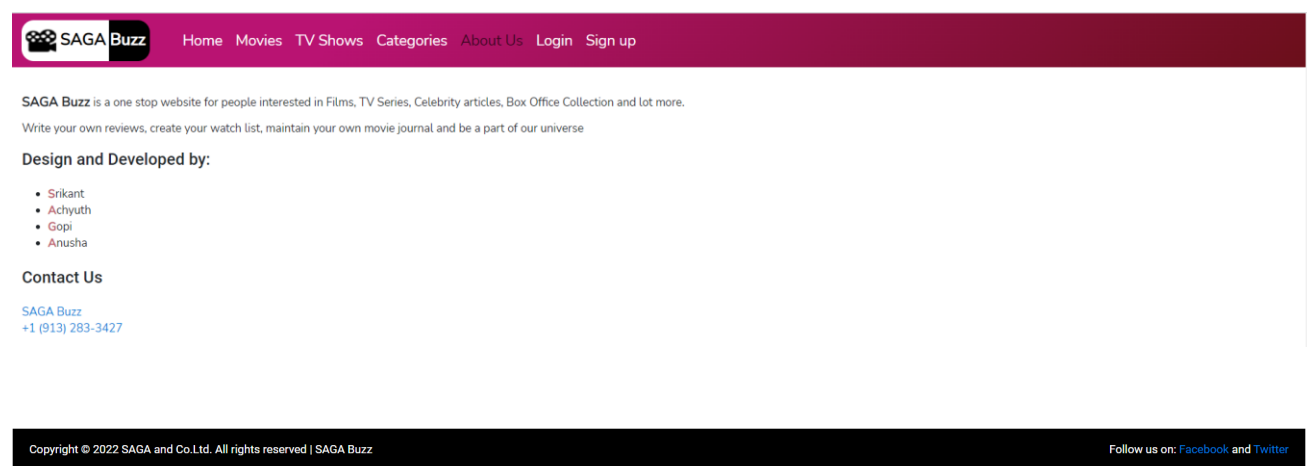 SAGA Buzz Home Movies TV Shows Categories About Us Login Sign up
SAGA Buzz is a one stop website for people interested in Films, TV Series, Celebrity articles, Box Office Collection and lot more.
Write your own reviews, create your watch list, maintain your own movie journal and be a part of our universe
Design and Developed by:
Srikant
Achyuth
Gopi
Anusha
Contact Us
SAGA Buzz
+1 (913) 283-3427
Copyright © 2022 SAGA and Co.Ltd. All rights reserved | SAGA Buzz Follow us on: Facebook and Twitter